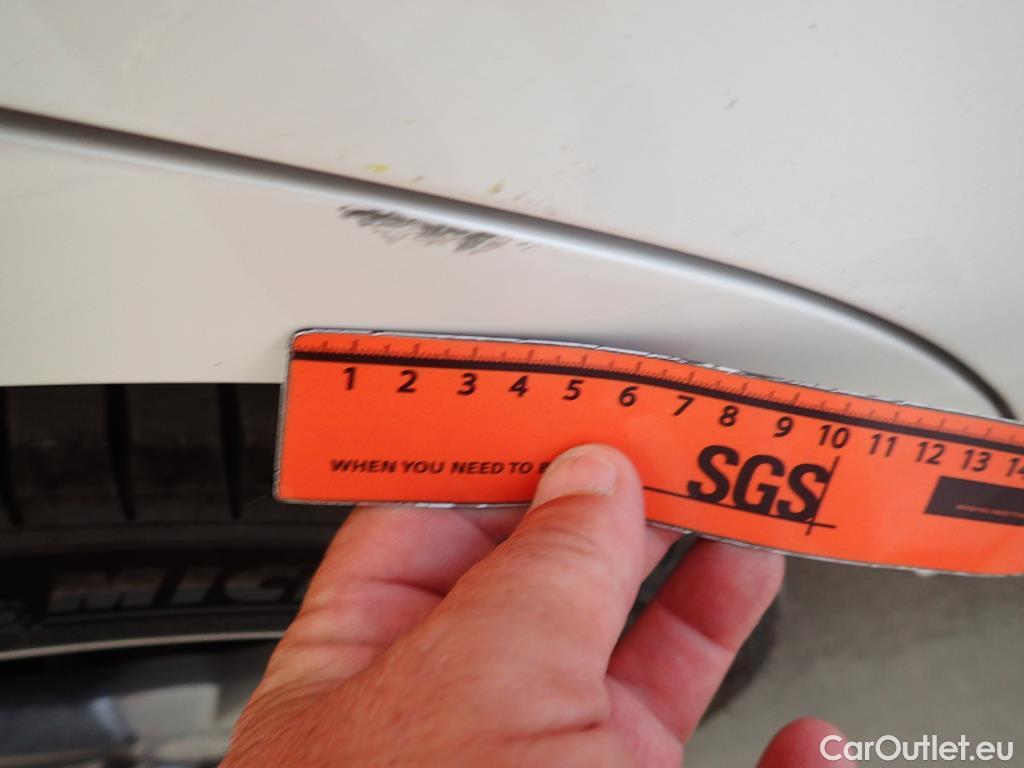 1 2 3 4 5 6 7 8 9 10 11 12 13 14
WHEN YOU NEED TO
SGS
MIC
CarOutlet.eu